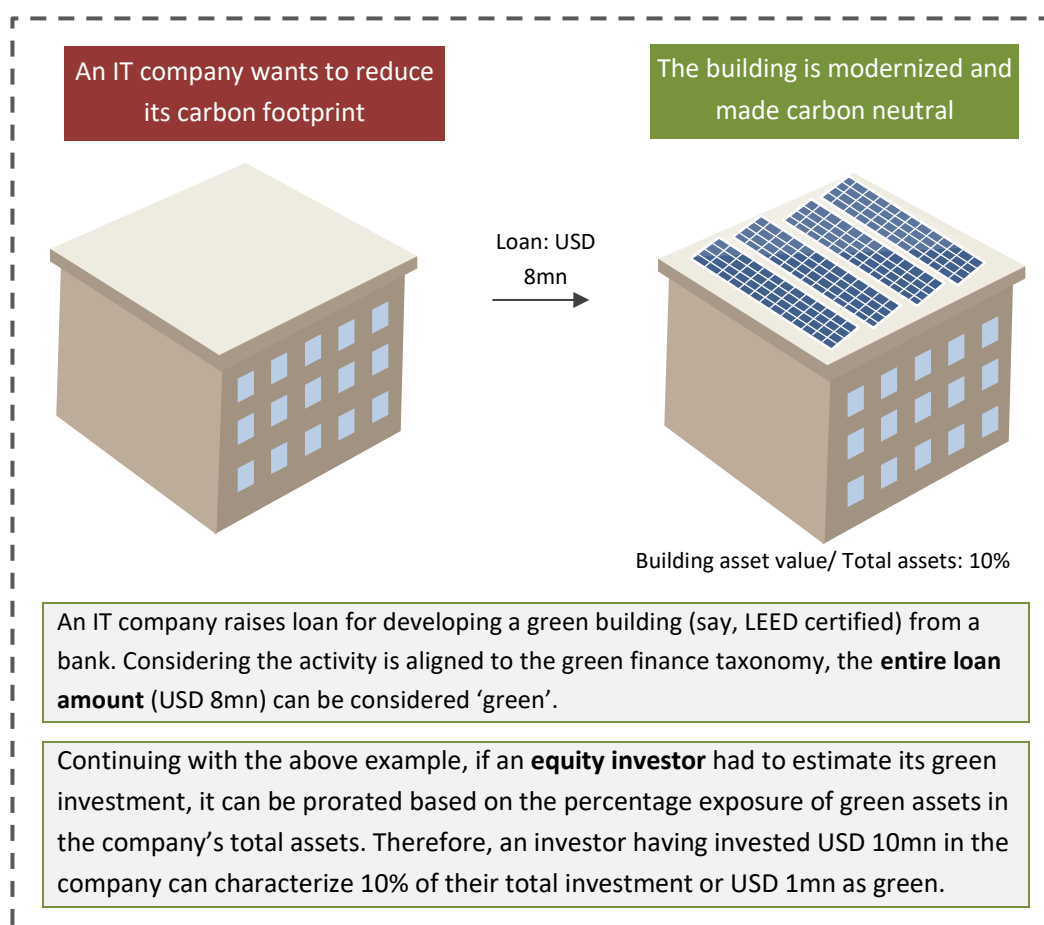 An IT company wants to reduce
its carbon footprint
The building is modernized and
made carbon neutral
Loan: USD
8mn
Building asset value/ Total assets: 10%
An IT company raises loan for developing a green building (say, LEED certified) from a
bank. Considering the activity is aligned to the green finance taxonomy, the entire loan
amount (USD 8mn) can be considered ‘green’.
Continuing with the above example, if an equity investor had to estimate its green
investment, it can be prorated based on the percentage exposure of green assets in
the company’s total assets. Therefore, an investor having invested USD 10mn in the
company can characterize 10% of their total investment or USD 1mn as green.